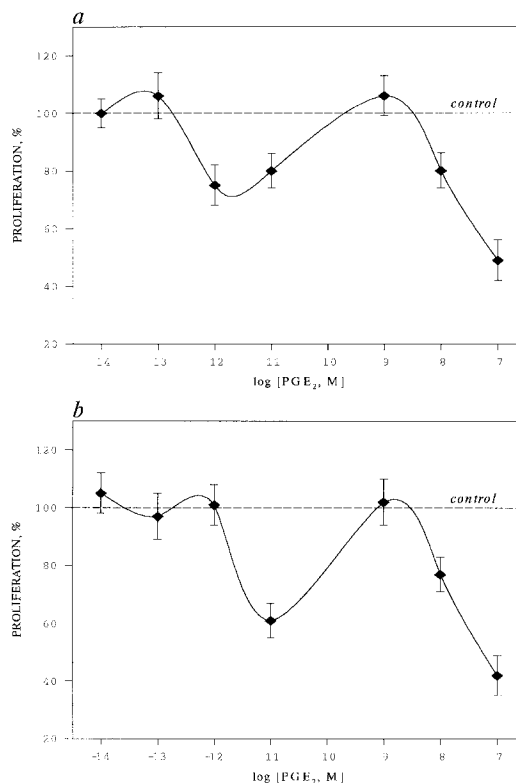 a
120
100
80
60
40
20
control
PROLIFERATION, %
-14 -13 12 11 10 9 8 7
log [PGE2, M]
b
120
100
80
60
40
20
control
PROLIFERATION, %
-14 -13 -12 -11 -10 9 8 7
log [PGE2, M]